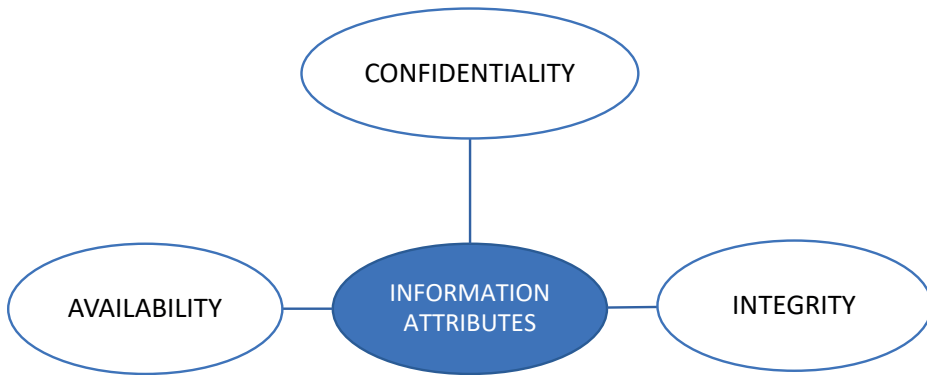 CONFIDENTIALITY
AVAILABILITY
INFORMATION
ATTRIBUTES
INTEGRITY